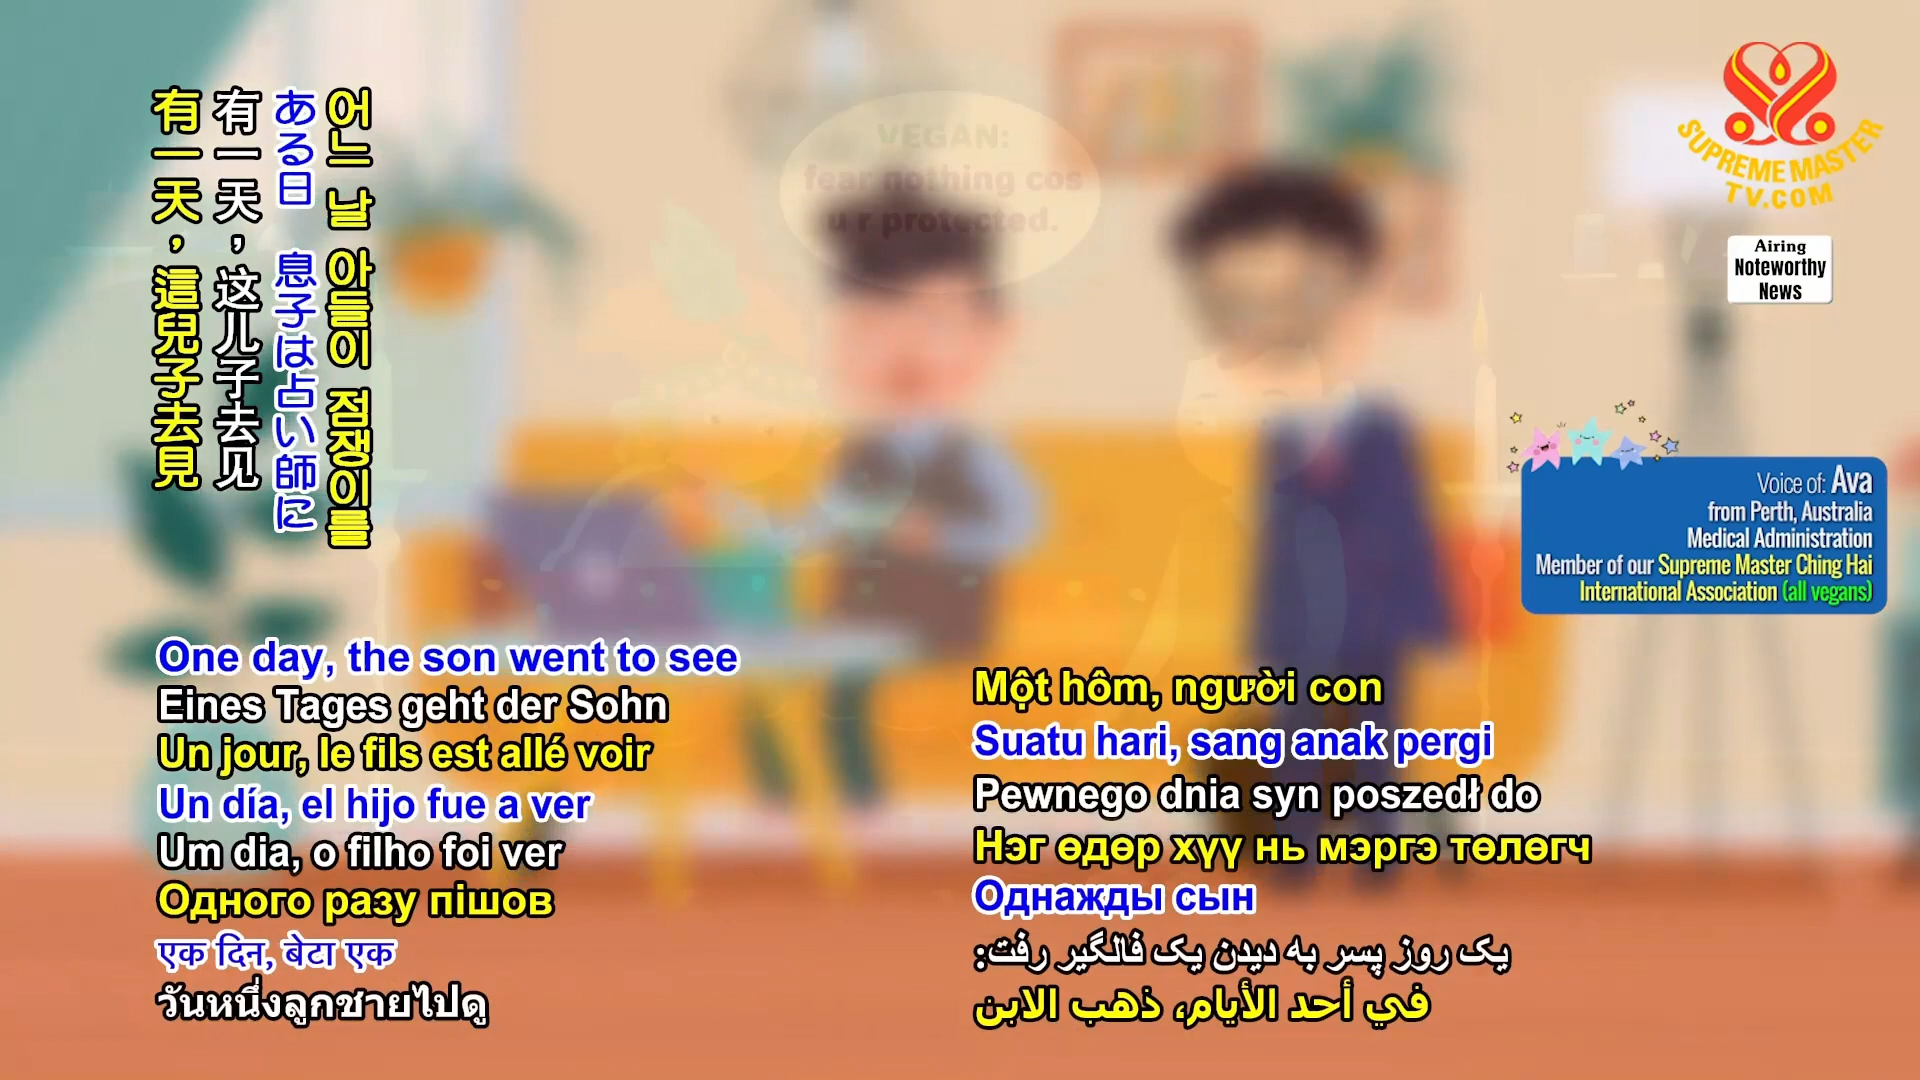 有一天，這兒子去見
有一天，这儿子去见
ある日 息子は占い師に
어느 날 아들이 점쟁이를
VEGAN:
fear nothing cos
u r protected.
SUPREME MASTER
TV.COM
Airing
Noteworthy
News
Voice of: Ava
from Perth, Australia
Medical Administration
Member of our Supreme Master Ching Hai
International Association (all vegans)
One day, the son went to see
Eines Tages geht der Sohn
Un jour, le fils est allé voir
Un día, el hijo fue a ver
Um dia, o filho foi ver
Одного разу пішов
एक दिन, बेटा एक
วันหนึ่งลูกชายไปดู
Một hôm, người con
Suatu hari, sang anak pergi
Pewnego dnia syn poszedł do
Нэг өдөр хүү нь мэргэ төлөгч
Однажды сын
یک روز پسر به دیدن یک فالگیر رفت:
في أحد الأيام، ذهب الابن